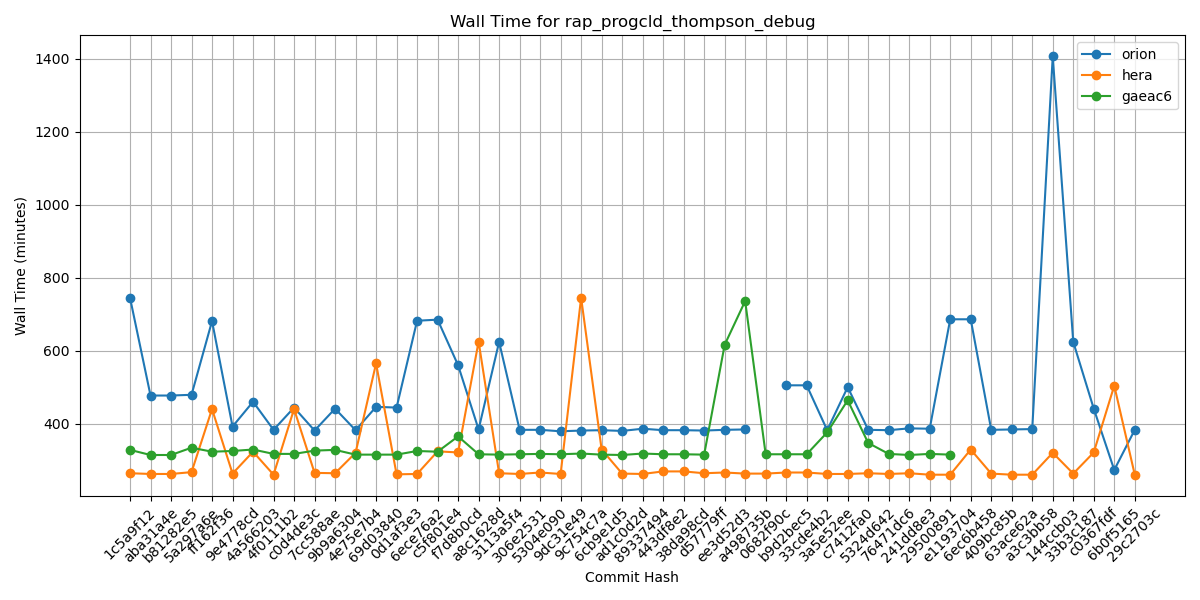 Wall Time for rap_progcld_thompson_debug
orion
hera
gaeac6
Wall Time (minutes)
1400
1200
1000
800
600
400
1c5a9f12
aba31a4e
b81282e5
5a2972a6e
ff162f36
9e4778cd
4a566203
4f0111b2
c0d4de3c
7cc588ae
9b9a6304
4e75e7b4
69d03840
0d1af3e3
6ece76a2
c5f801e4
f7d8b0cd
a8c1628d
3113a5f4
306e2531
5304e090
9dc31e49
9c754c7a
6cb9e1d5
ad1c0d2d
89337494
443df8e2
38da98cd
d57779ff
ee3d52d3
a498735b
0682f90c
b9d2bec5
33cde4b2
3a5e52ee
c7412fa0
5324d642
76471dc6
241dd8e3
29500891
e1193704
6ec6b458
409bc85b
63ace62a
a3c3bb58
144ccb03
33b3c187
c0367fdf
6b0f5165
29c2703c
Commit Hash